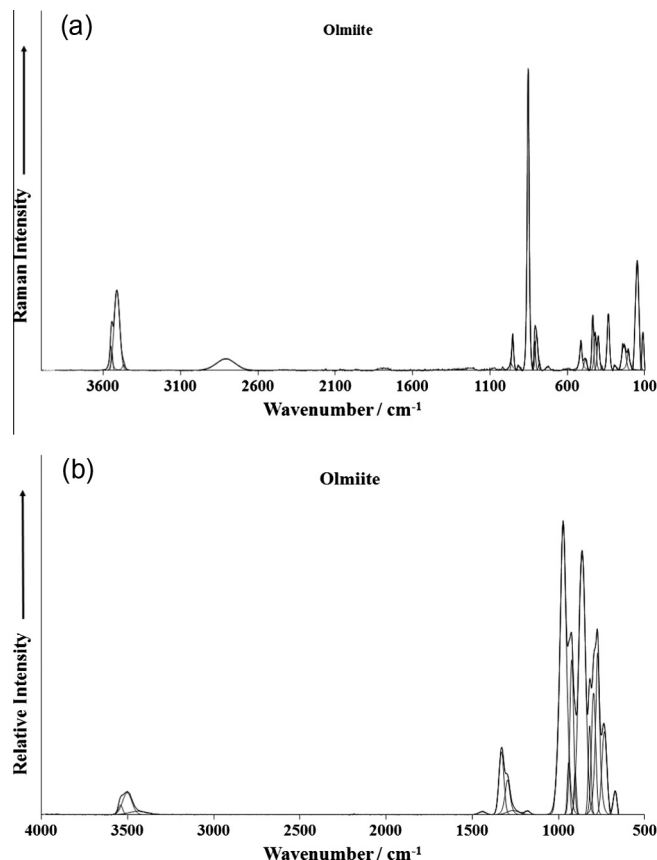 (a)
Olmiite
Raman Intensity
3600 3100 2600 2100 1600 1100 600 100
Wavenumber / cm-1
(b)
Olmiite
Relative Intensity
4000 3500 3000 2500 2000 1500 1000 500
Wavenumber / cm-1